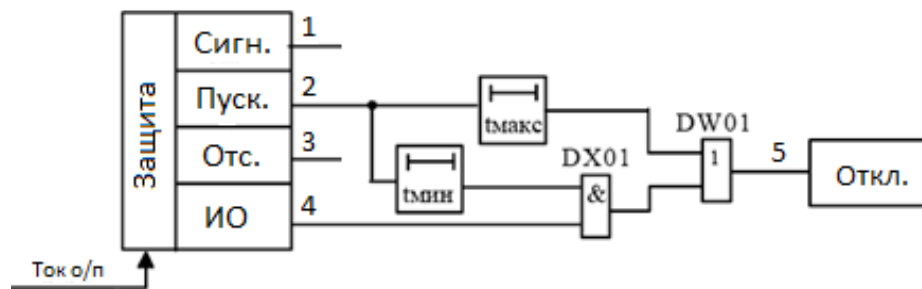 Защита
Сигн.
1
Пуск.
2
Отс.
3
ИО
4
tмакс
tмин
DX01
&
DW01
1
5
Откл.
Ток о/п